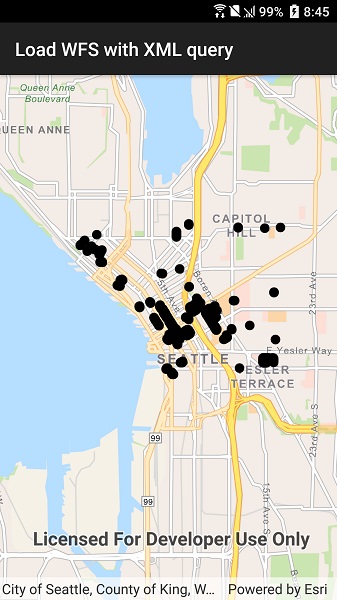 99% 8:45
Load WFS with XML query
Queen Anne
Boulevard
QUEEN ANNE
CAPITOL
HILL
5th Ave
Boren
23rd Ave
SEATTLE
E Yesler Way
YESLER
TERRACE
23rd Ave S
99
99
15th Ave S
Licensed For Developer Use Only
City of Seattle, County of King, W... Powered by Esri